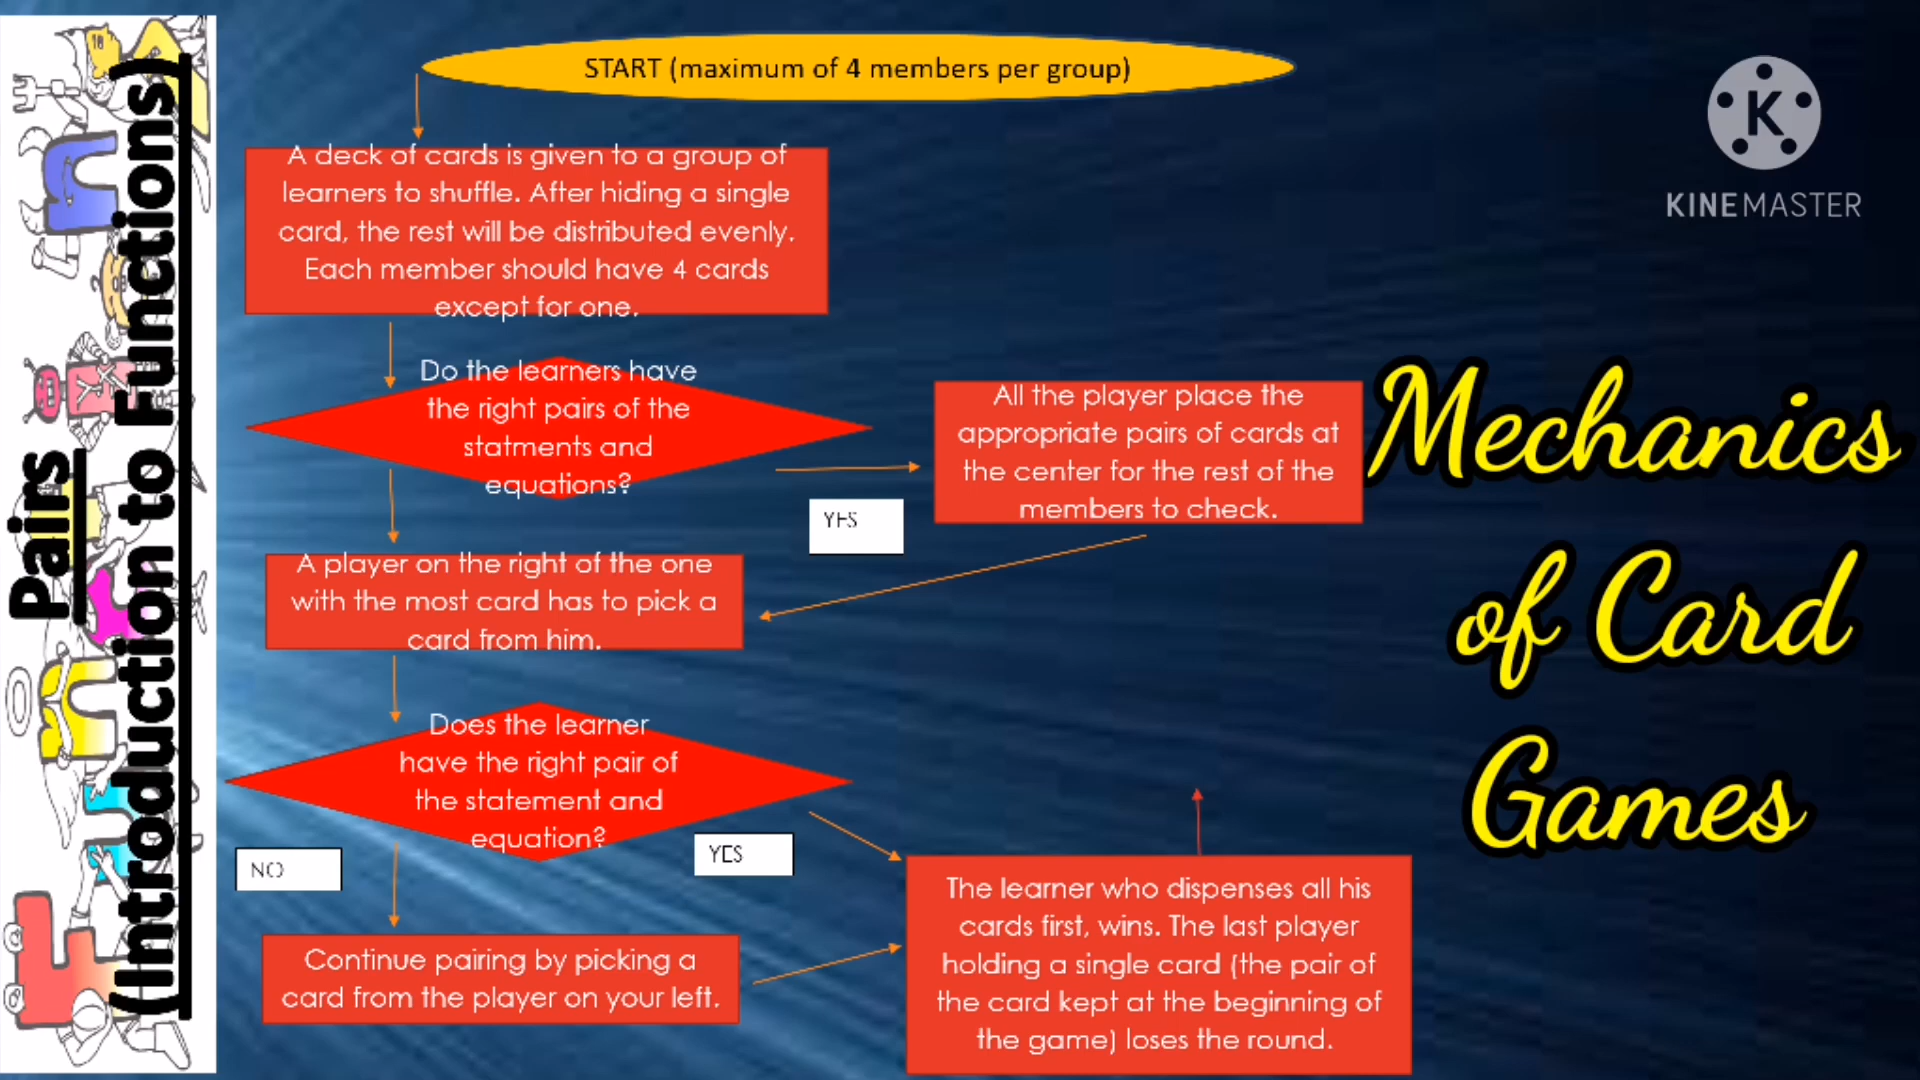 Pairs
(Introduction to Functions)
START (maximum of 4 members per group)
A deck of cards is given to a group of
learners to shuffle. After hiding a single
card, the rest will be distributed evenly.
Each member should have 4 cards
except for one.
Do the learners have
the right pairs of the
statments and
equations?
YES
All the player place the
appropriate pairs of cards at
the center for the rest of the
members to check.
A player on the right of the one
with the most card has to pick a
card from him.
Does the learner
have the right pair of
the statement and
equation?
NO
YES
Continue pairing by picking a
card from the player on your left.
The learner who dispenses all his
cards first, wins. The last player
holding a single card (the pair of
the card kept at the beginning of
the game) loses the round.
K
KINEMASTER
Mechanics
of Card
Games